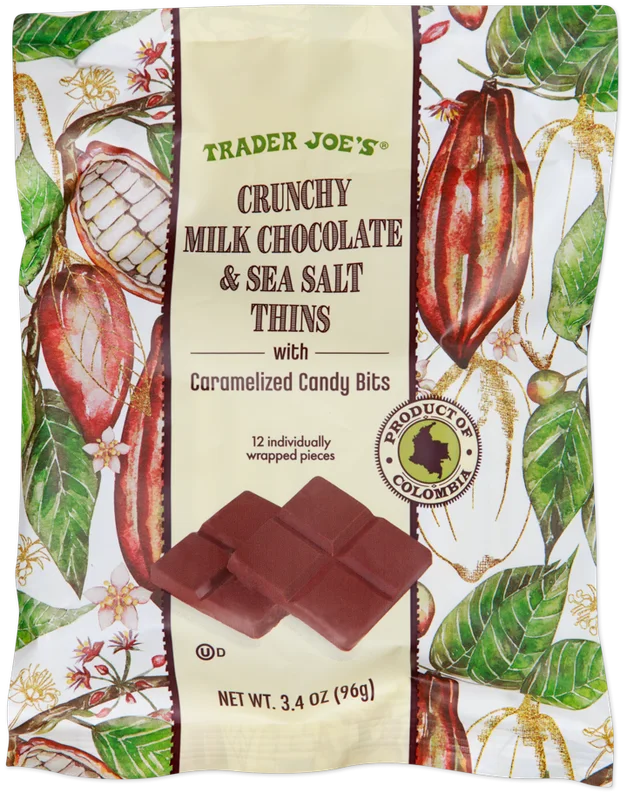 TRADER JOE'S®
CRUNCHY
MILK CHOCOLATE
& SEA SALT
THINS
with
Caramelized Candy Bits
12 individually
wrapped pieces
PRODUCT OF
COLOMBIA
U D
NET WT. 3.4 OZ (96g)